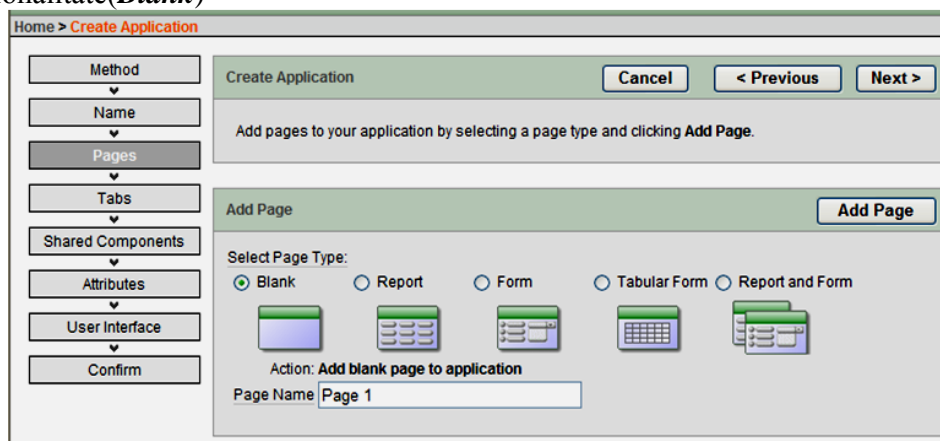 Home > Create Application
Method
Name
Pages
Tabs
Shared Components
Attributes
User Interface
Confirm
Create Application
Cancel
< Previous
Next >
Add pages to your application by selecting a page type and clicking Add Page.
Add Page
Add Page
Select Page Type:
Blank Report Form Tabular Form Report and Form
Action: Add blank page to application
Page Name Page 1